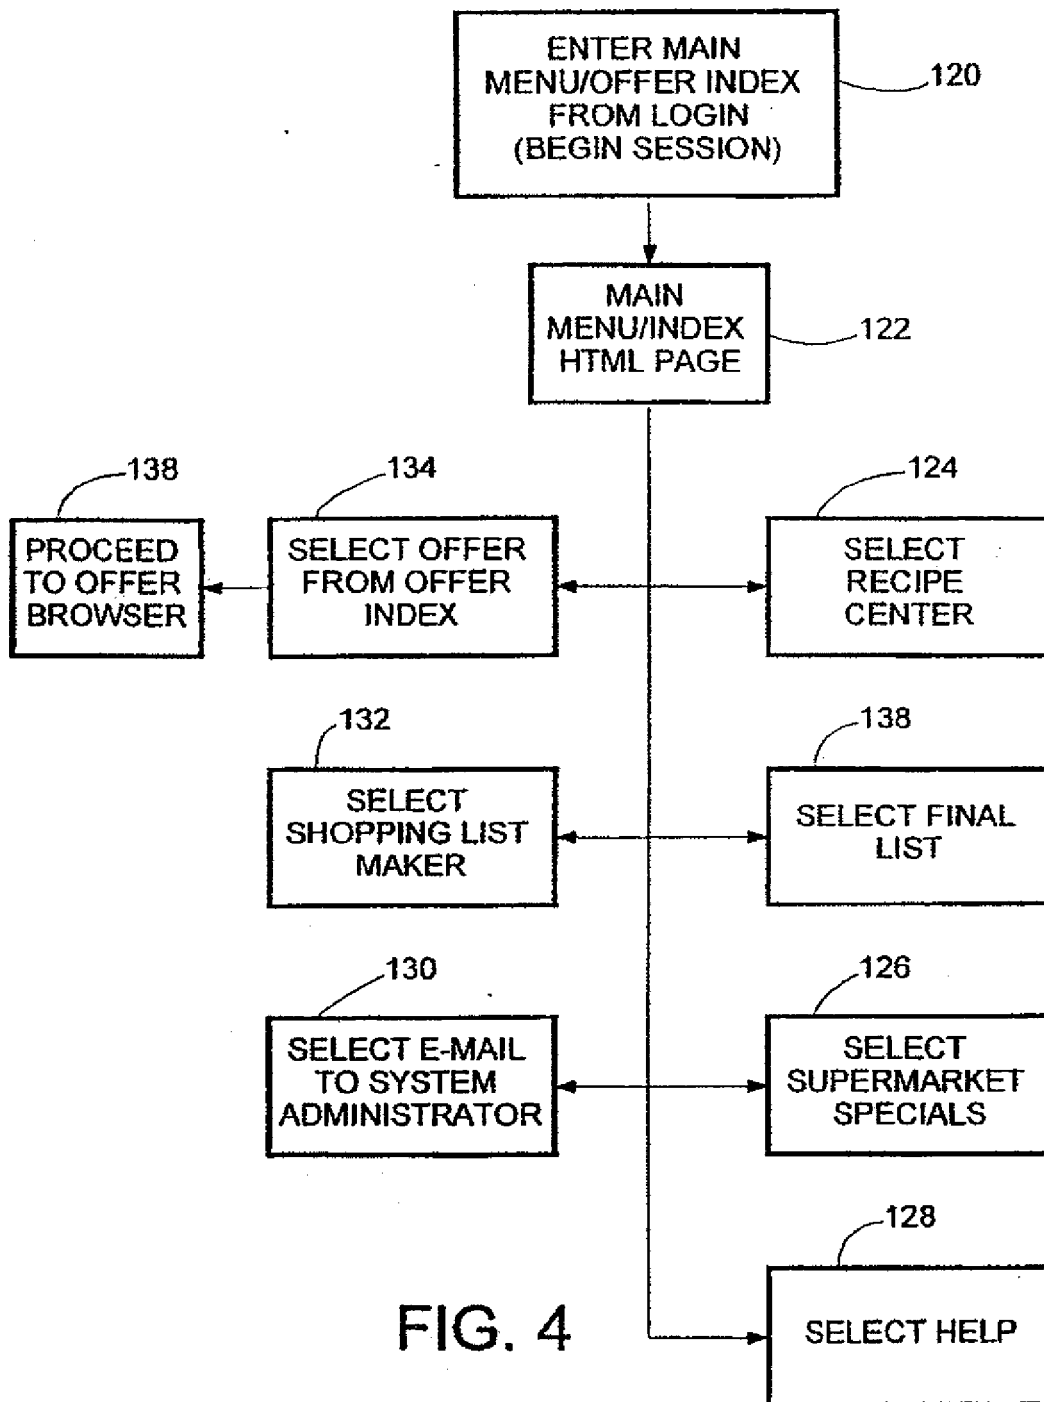 ENTER MAIN
MENU/OFFER INDEX
FROM LOGIN
(BEGIN SESSION)
120
MAIN
MENU/INDEX
HTML PAGE
122
138
PROCEED
TO OFFER
BROWSER
134
SELECT OFFER
FROM OFFER
INDEX
124
SELECT
RECIPE
CENTER
132
SELECT
SHOPPING LIST
MAKER
138
SELECT FINAL
LIST
130
SELECT E-MAIL
TO SYSTEM
ADMINISTRATOR
126
SELECT
SUPERMARKET
SPECIALS
128
SELECT HELP
FIG. 4